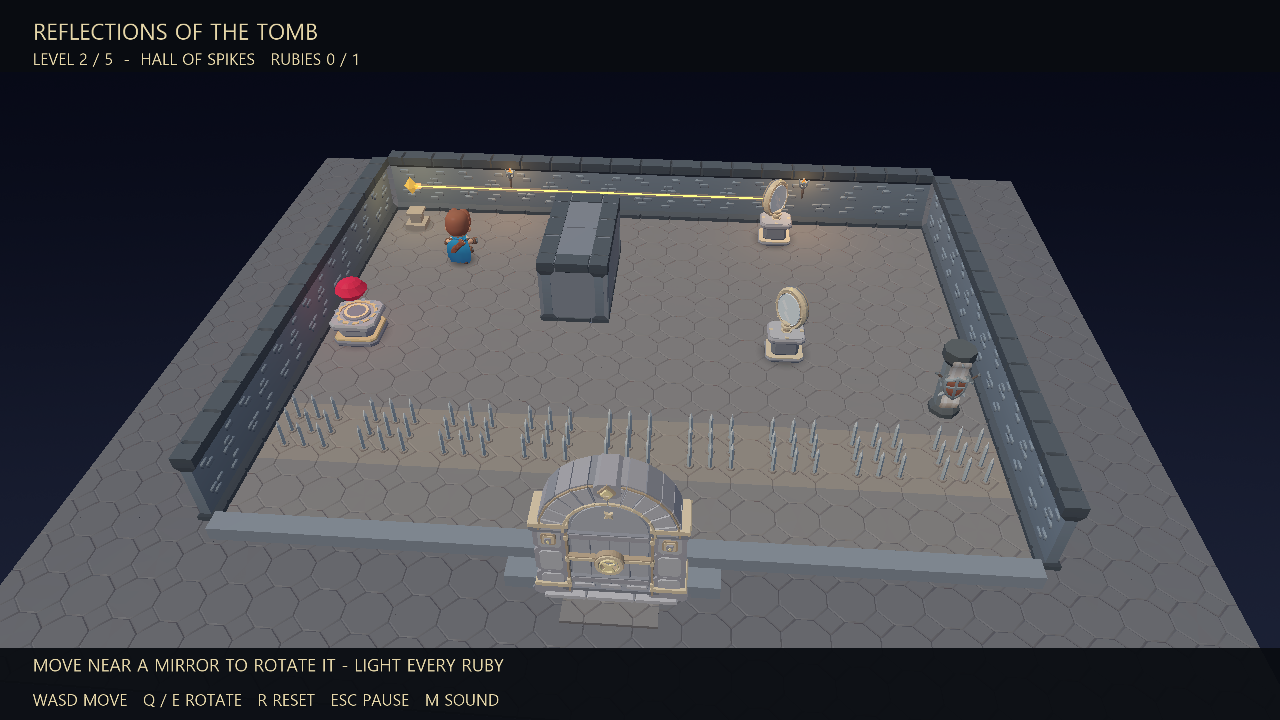 REFLECTIONS OF THE TOMB
LEVEL 2 / 5 - HALL OF SPIKES RUBIES 0 / 1
MOVE NEAR A MIRROR TO ROTATE IT - LIGHT EVERY RUBY
WASD MOVE Q / E ROTATE R RESET ESC PAUSE M SOUND